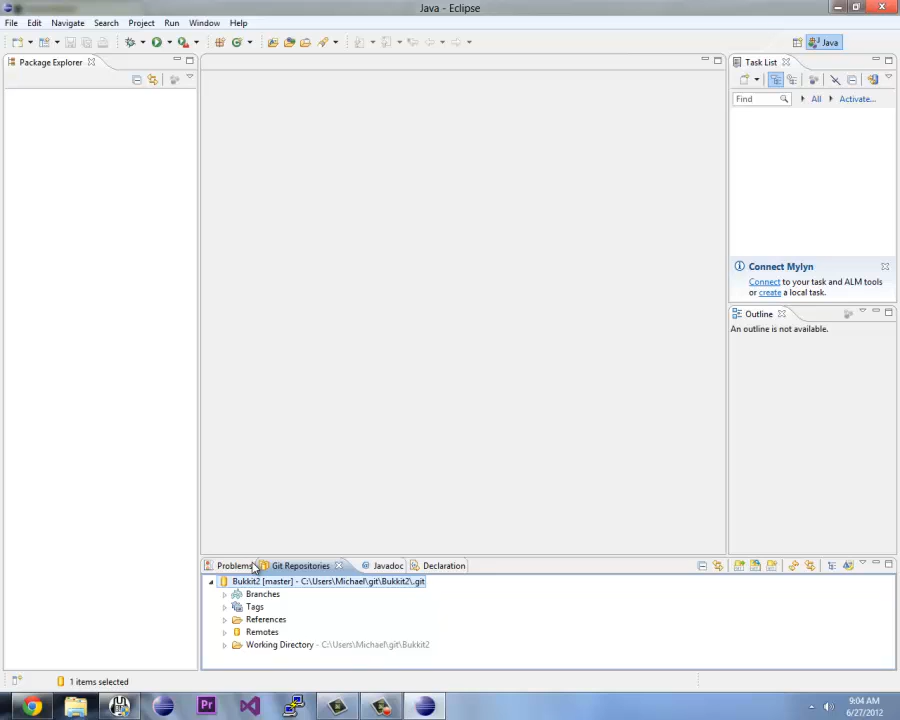 Java - Eclipse
File Edit Navigate Search Project Run Window Help
Java
Package Explorer
Task List
Find All Activate...
Connect Mylyn
Connect to your task and ALM tools
or create a local task.
Outline
An outline is not available.
Problems Git Repositories @ Javadoc Declaration
Bukkit2 [master] - C:\Users\Michael\git\Bukkit2\.git
Branches
Tags
References
Remotes
Working Directory - C:\Users\Michael\git\Bukkit2
1 items selected
Pr
9:04 AM
6/27/2012